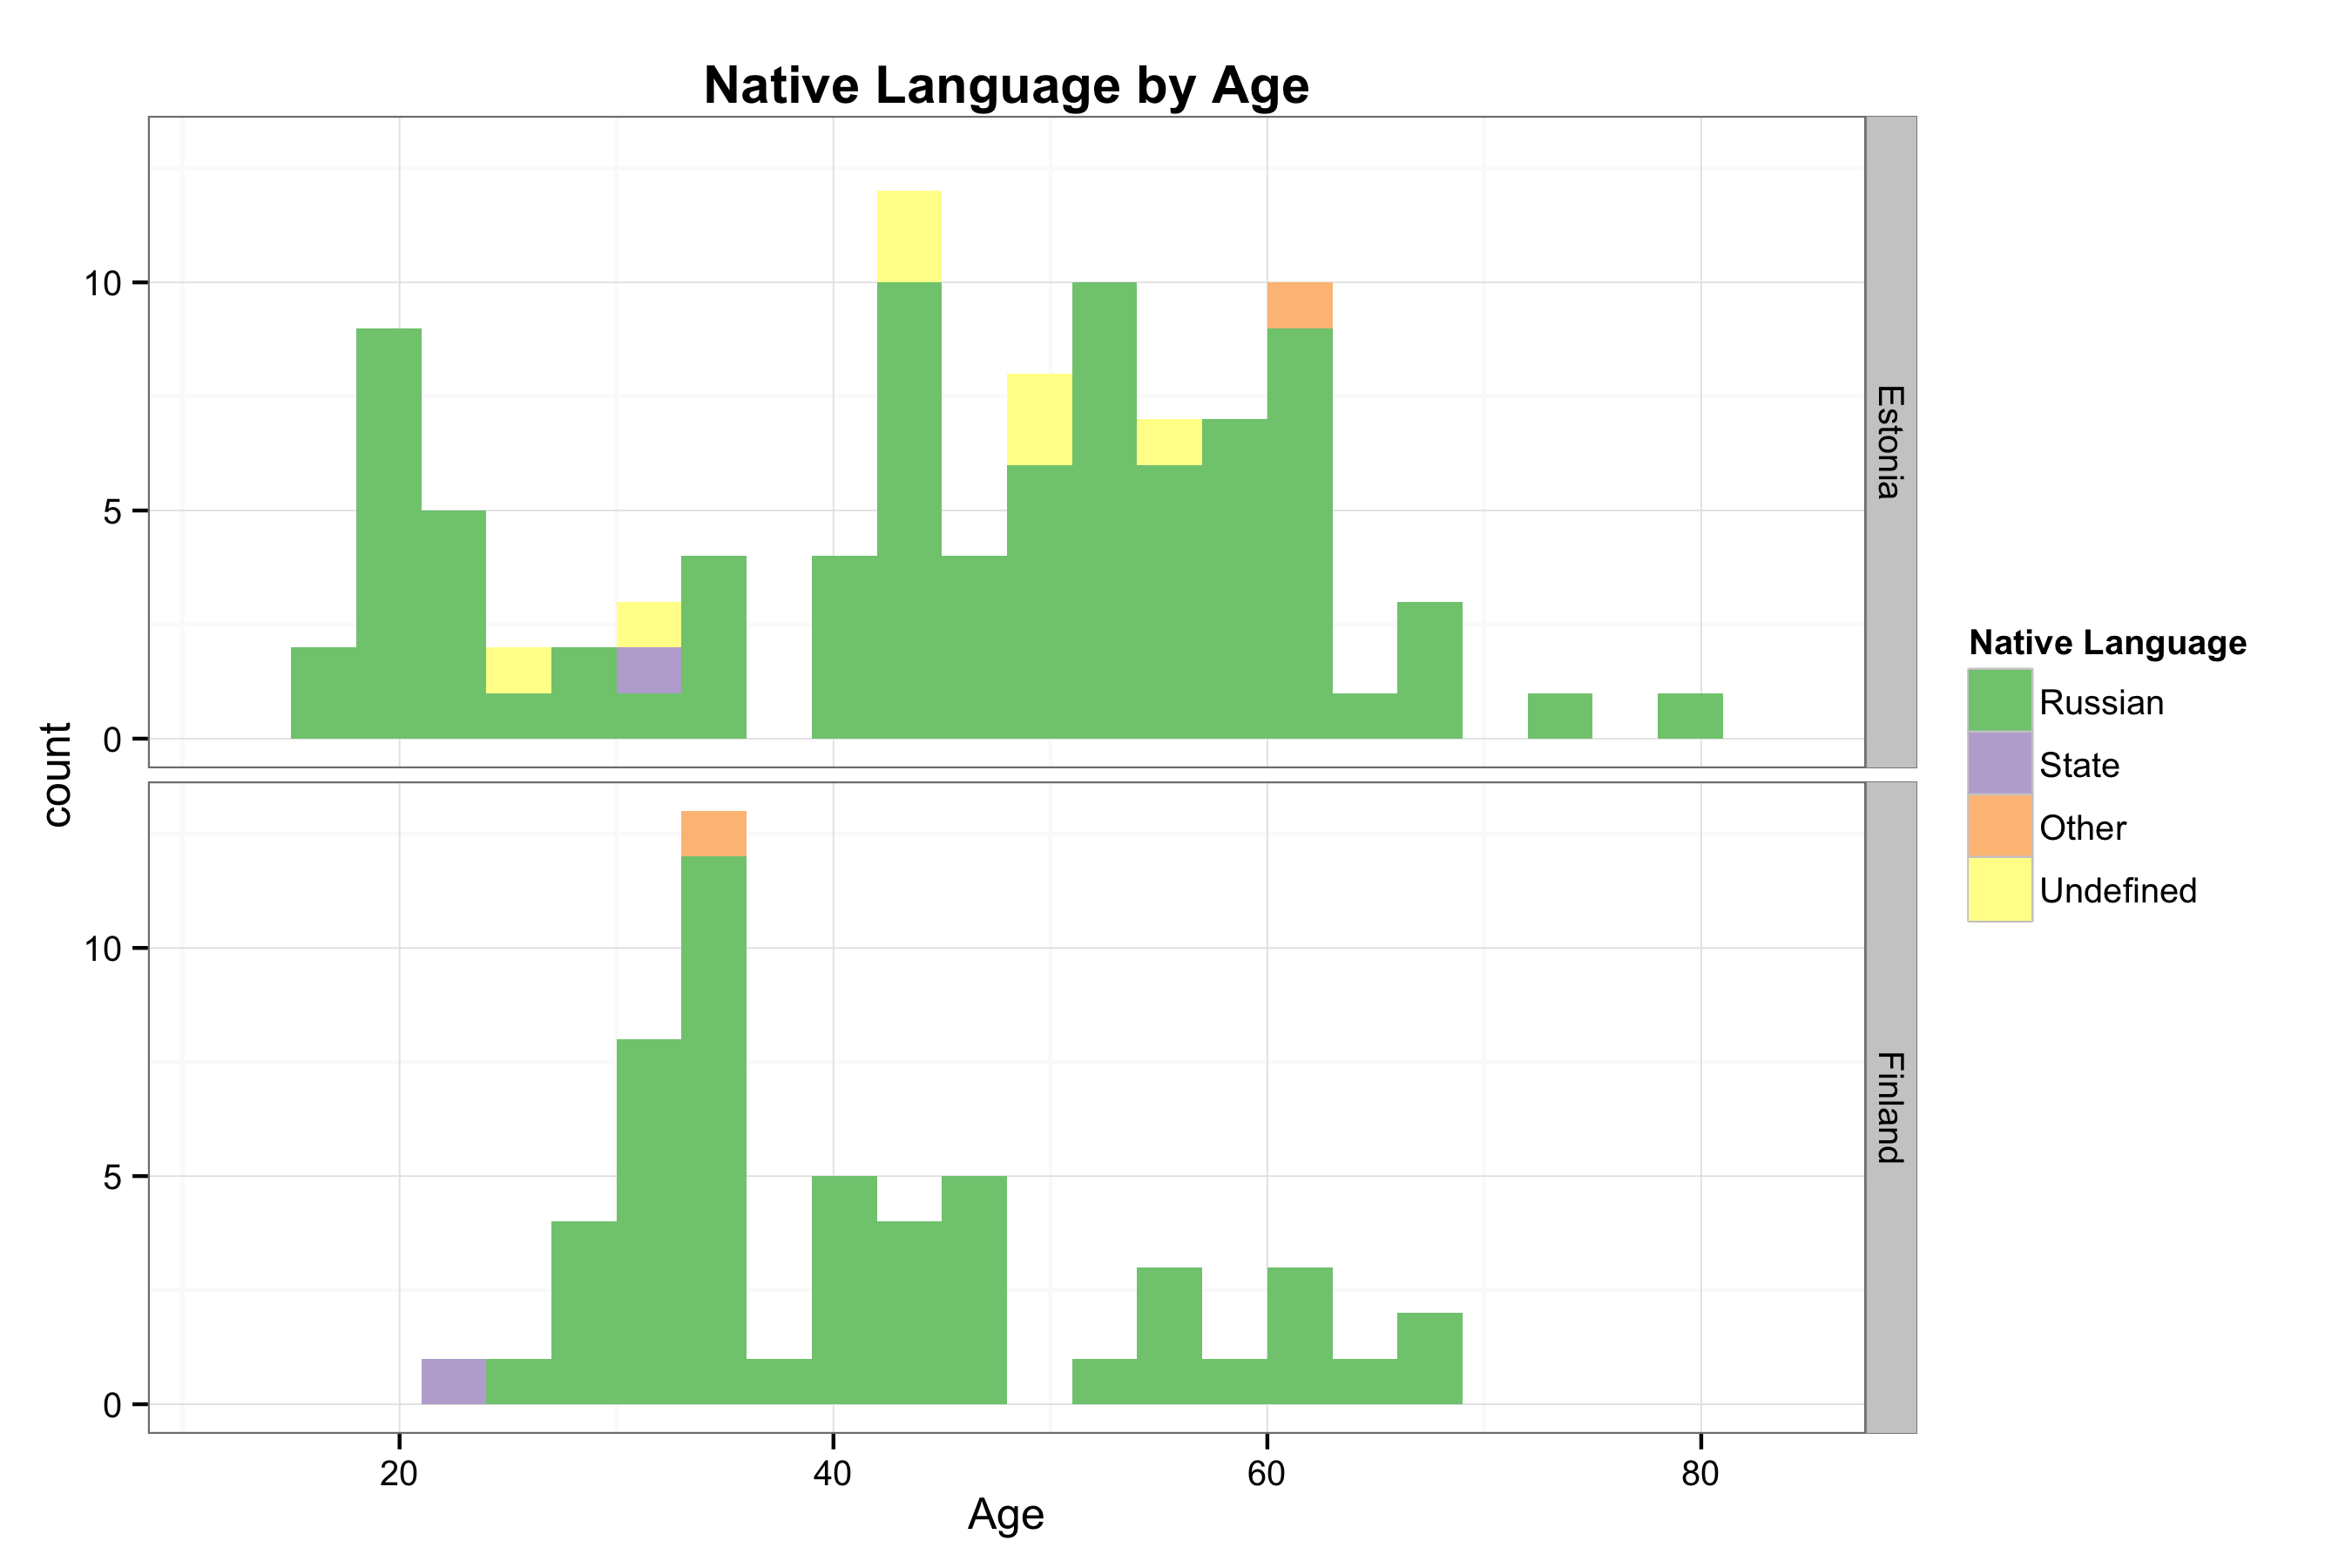 Native Language by Age
10
5
0
Estonia
count
10
5
0
Finland
20 40 60 80
Age
Native Language
Russian
State
Other
Undefined